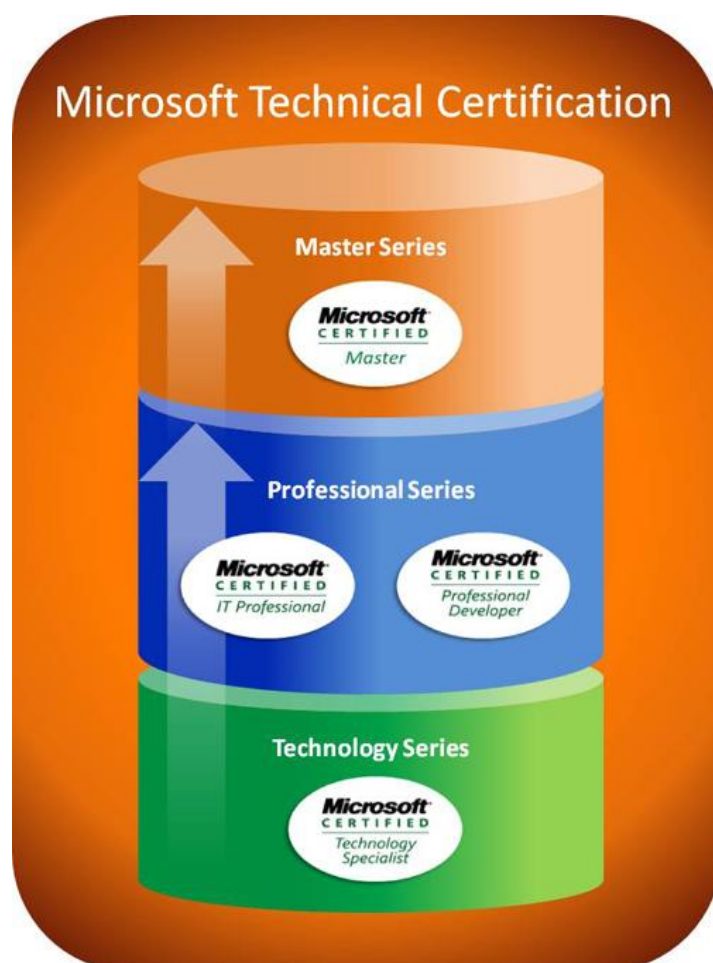 Microsoft Technical Certification
Master Series
Microsoft
CERTIFIED
Master
Professional Series
Microsoft
CERTIFIED
IT Professional
Microsoft
CERTIFIED
Professional
Developer
Technology Series
Microsoft
CERTIFIED
Technology
Specialist